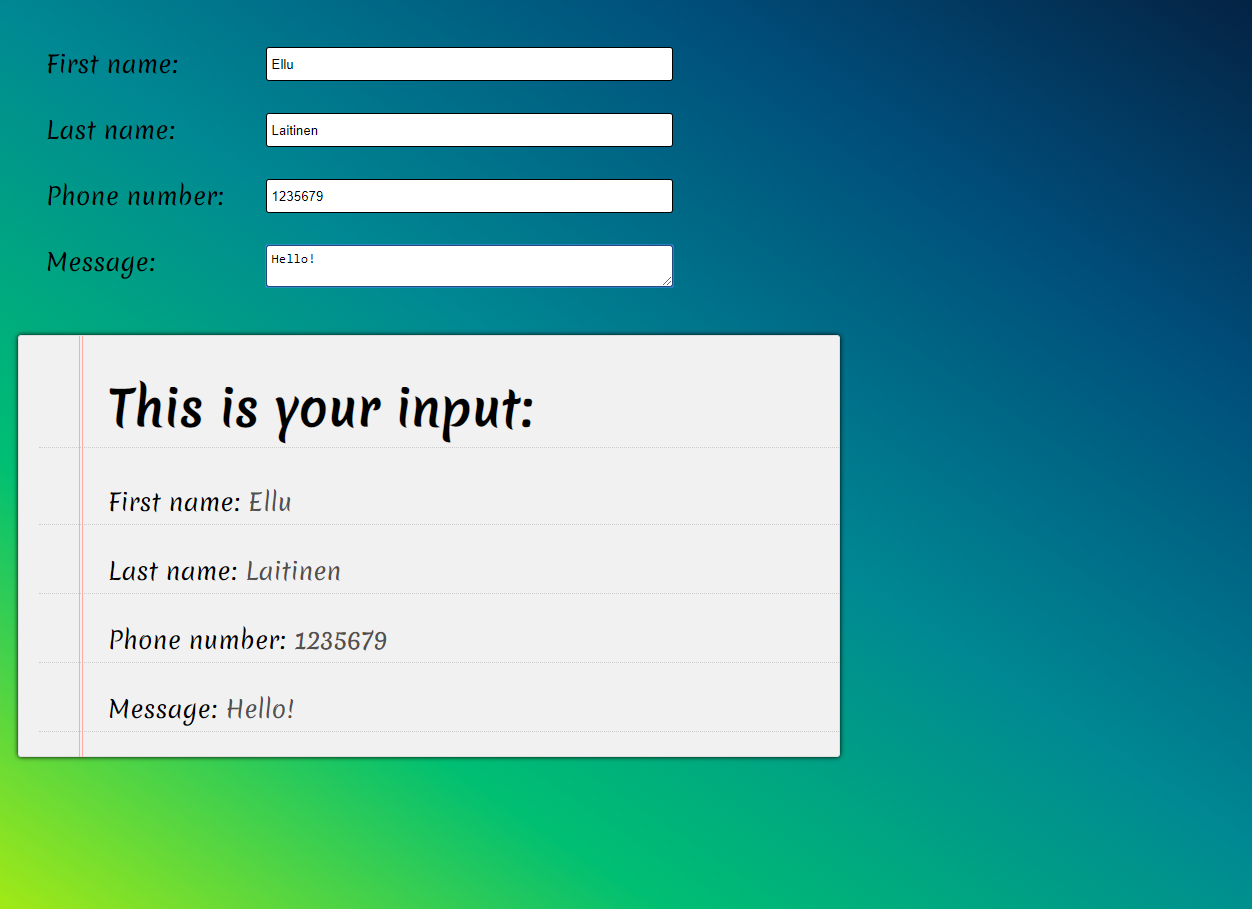 First name: Ellu
Last name: Laitinen
Phone number: 1235679
Message: Hello!
This is your input:
First name: Ellu
Last name: Laitinen
Phone number: 1235679
Message: Hello!